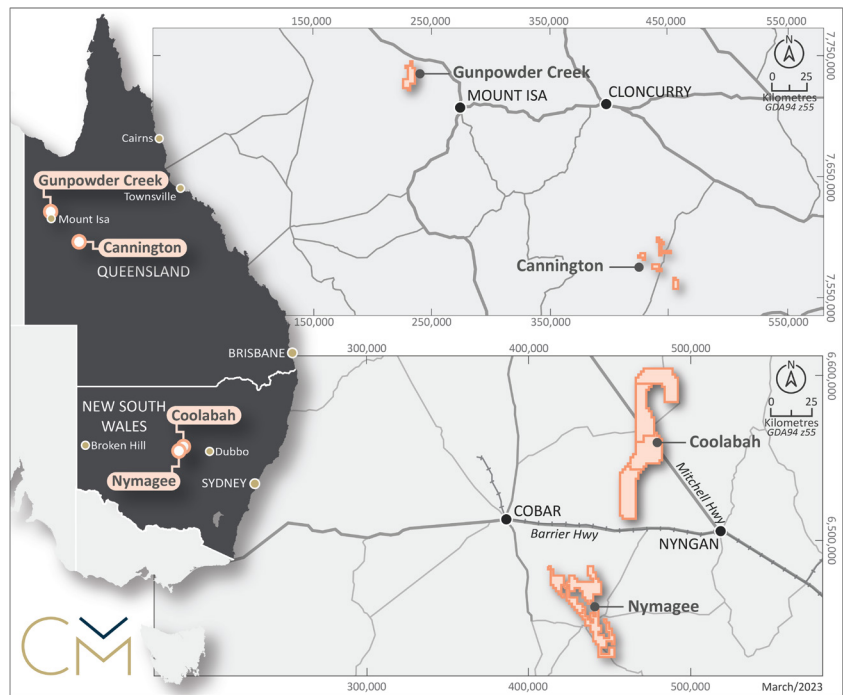 150,000
250,000
350,000
450,000
550,000
7,750,000
7,650,000
7,550,000
N
0 25
Kilometres
GDA94 z55
Gunpowder Creek
MOUNT ISA
CLONCURRY
Cannington
150,000
250,000
350,000
550,000
Cairns
Gunpowder Creek
Townsville
Mount Isa
Cannington
QUEENSLAND
BRISBANE
NEW SOUTH
WALES
Coolabah
Broken Hill
Dubbo
Nymagee
SYDNEY
300,000
400,000
500,000
6,600,000
6,500,000
N
0 25
Kilometres
GDA94 z55
Coolabah
Mitchell Hwy
COBAR
Barrier Hwy
NYNGAN
Nymagee
300,000
400,000
500,000
March/2023
CM